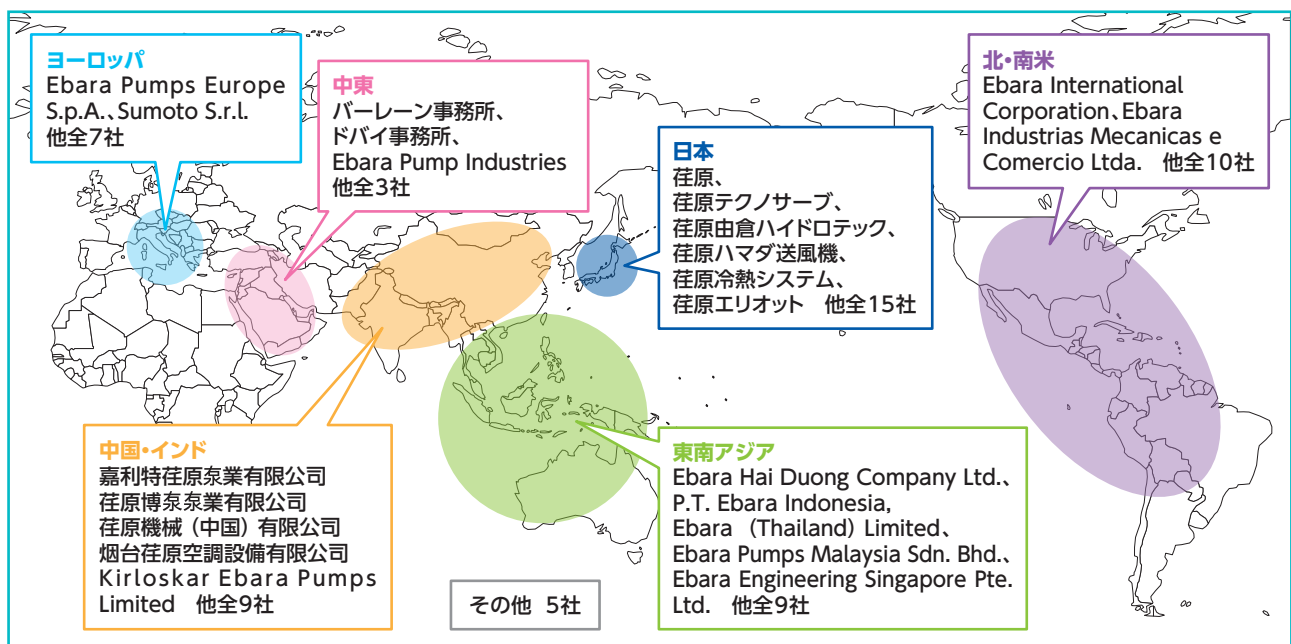 ヨーロッパ
Ebara Pumps Europe
S.p.A.、Sumoto S.r.l.
他全7社
中東
バーレーン事務所、
ドバイ事務所、
Ebara Pump Industries
他全3社
日本
荏原、
荏原テクノサーブ、
荏原由倉ハイドロテック、
荏原ハマダ送風機、
荏原冷熱システム、
荏原エリオット　他全15社
北・南米
Ebara International
Corporation、Ebara
Industrias Mecanicas e
Comercio Ltda.　他全10社
中国・インド
嘉利特荏原泵業有限公司
荏原博泵泵業有限公司
荏原機械（中国）有限公司
烟台荏原空調設備有限公司
Kirloskar Ebara Pumps
Limited　他全9社
その他 5社
東南アジア
Ebara Hai Duong Company Ltd.、
P.T. Ebara Indonesia,
Ebara （Thailand）Limited、
Ebara Pumps Malaysia Sdn. Bhd.、
Ebara Engineering Singapore Pte.
Ltd.　他全9社